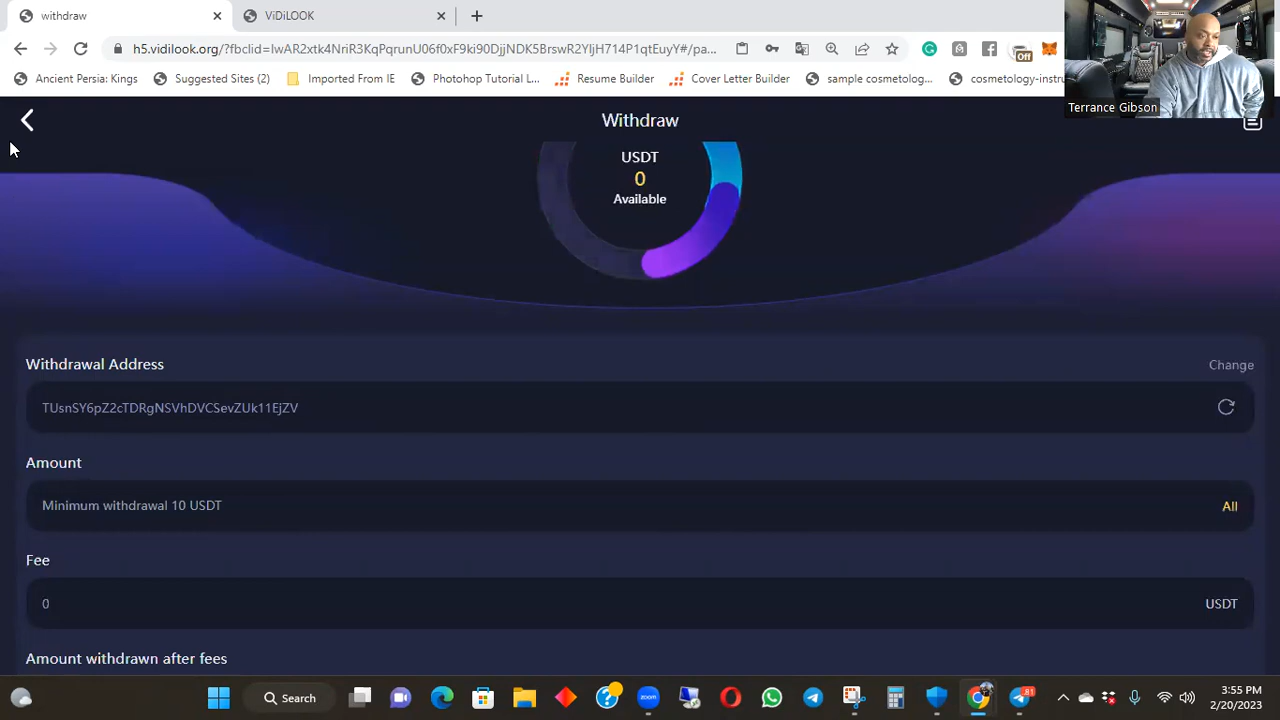 withdraw
ViDiLOOK
h5.vidilook.org/?fbclid=IwAR2xtk4NriR3KqPqrunU06f0xF9ki90DJjNDK5BrswR2YIjH714P1qtEuyY#/pa...
Ancient Persia: Kings
Suggested Sites (2)
Imported From IE
Photohop Tutorial L...
Resume Builder
Cover Letter Builder
sample cosmetolog...
cosmetology-instru
Off
Terrance Gibson
Withdraw
USDT
0
Available
Withdrawal Address
Change
TUsnSY6pZ2cTDRgNSVhDVCSevZUk11EjZV
Amount
Minimum withdrawal 10 USDT
All
Fee
0
USDT
Amount withdrawn after fees
Search
zoom
81
3:55 PM
2/20/2023